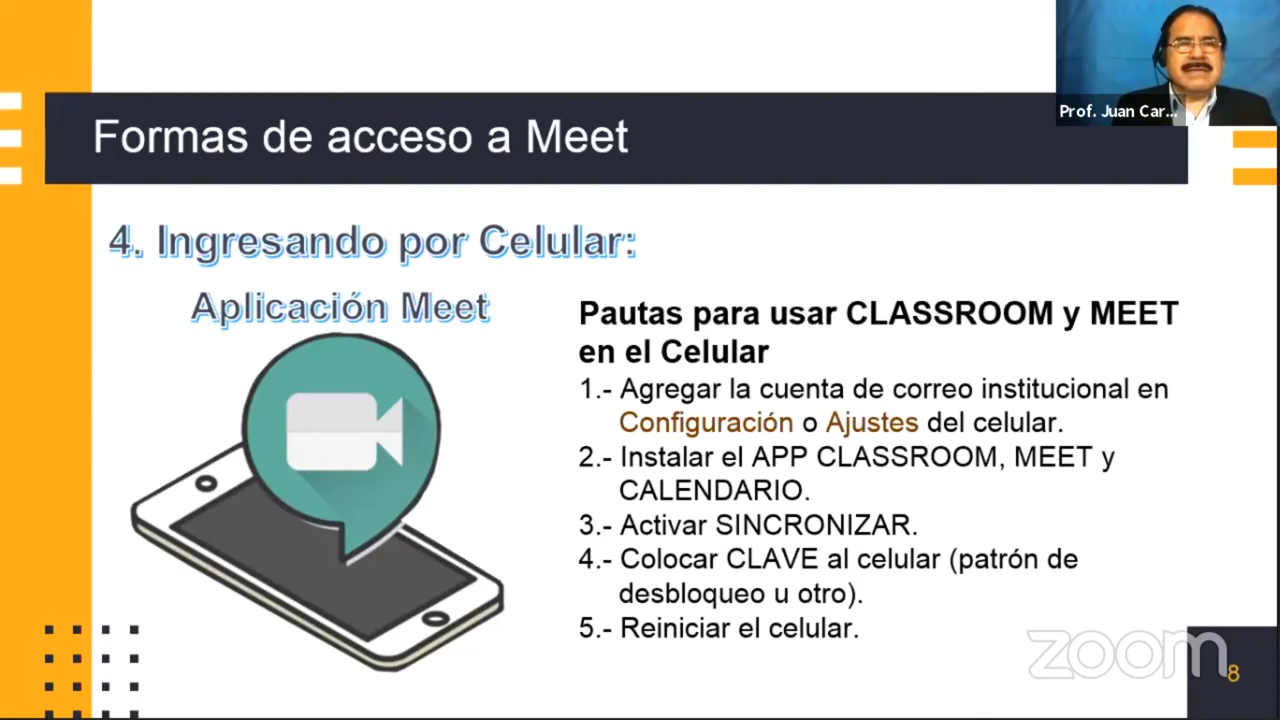 Prof. Juan Car...
Formas de acceso a Meet
4. Ingresando por Celular:
Aplicación Meet
Pautas para usar CLASSROOM y MEET
en el Celular
1.- Agregar la cuenta de correo institucional en
Configuración o Ajustes del celular.
2.- Instalar el APP CLASSROOM, MEET y
CALENDARIO.
3.- Activar SINCRONIZAR.
4.- Colocar CLAVE al celular (patrón de
desbloqueo u otro).
5.- Reiniciar el celular.
zoom
8